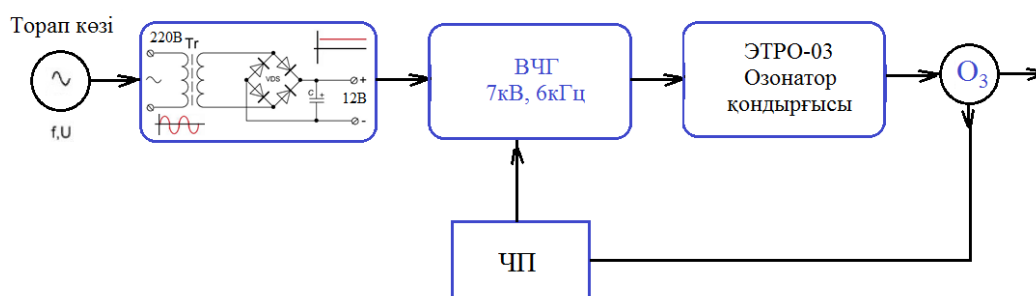 Торап көзі
f,U
220В
Tr
VDS
C
+
+
12В
-
ВЧГ
7кВ, 6кГц
ЭТРО-03
Озонатор
қондырғысы
O3
ЧП